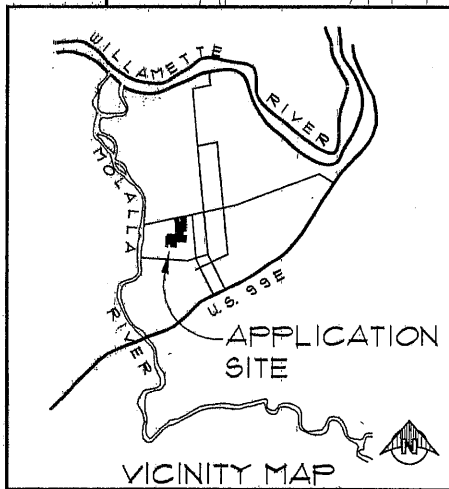 WILLAMETTE
RIVER
MOLALLA
RIVER
U.S. 99E
APPLICATION
SITE
N
VICINITY MAP